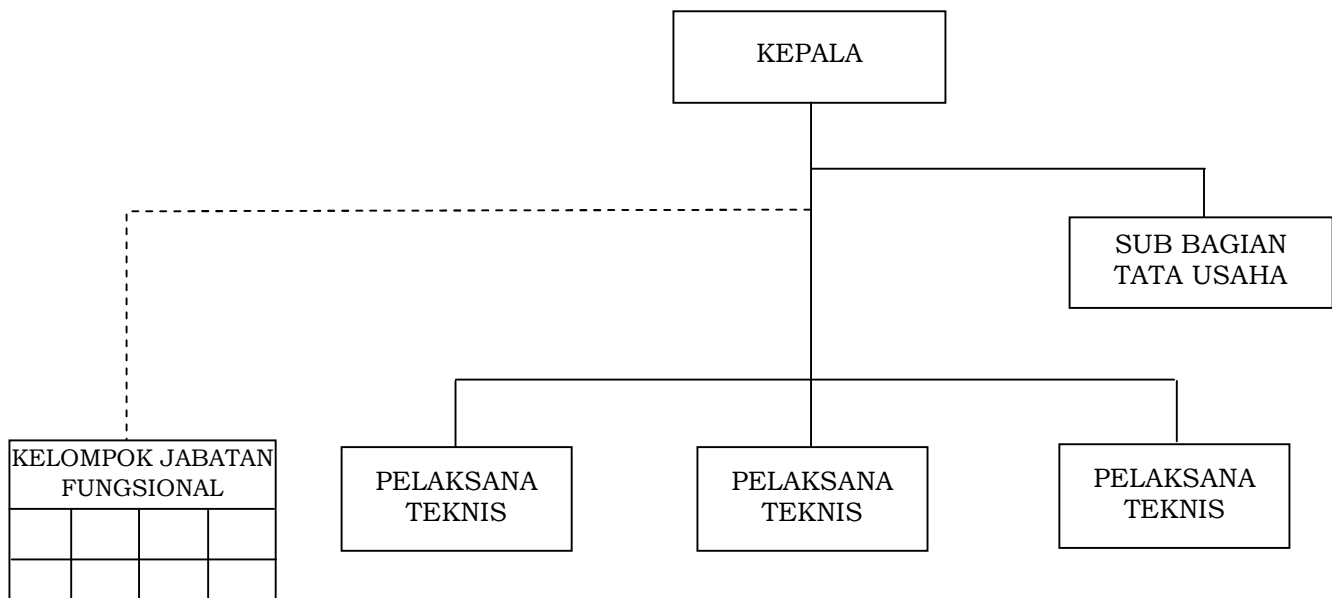 KEPALA
SUB BAGIAN
TATA USAHA
KELOMPOK JABATAN
FUNGSIONAL
PELAKSANA
TEKNIS
PELAKSANA
TEKNIS
PELAKSANA
TEKNIS